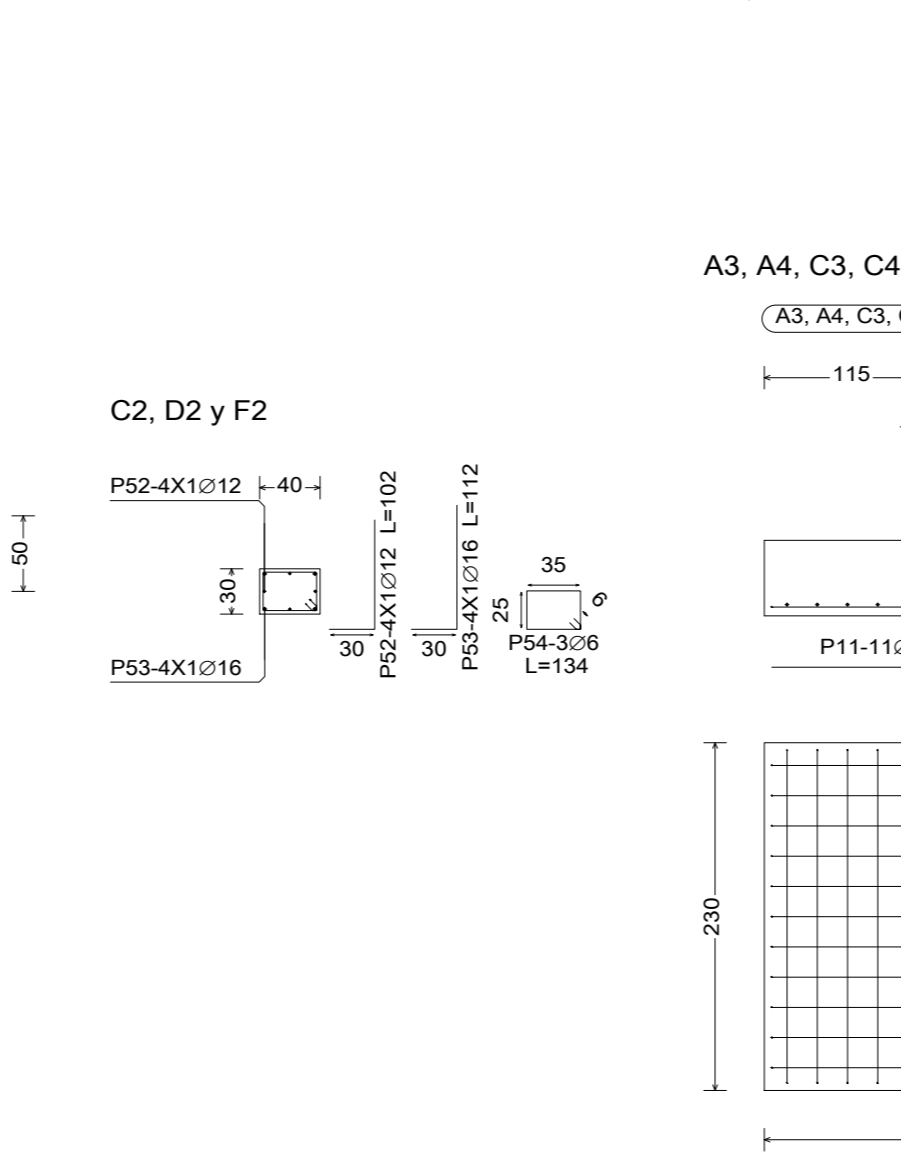 A3, A4, C3, C4
A3, A4, C3,
115
C2, D2 y F2
P52-4X1∅12
40
50
30
P53-4X1∅16
30
P52-4X1∅12 L=102
30
P53-4X1∅16 L=112
35
25
6
P54-3∅6
L=134
P11-11∅
230